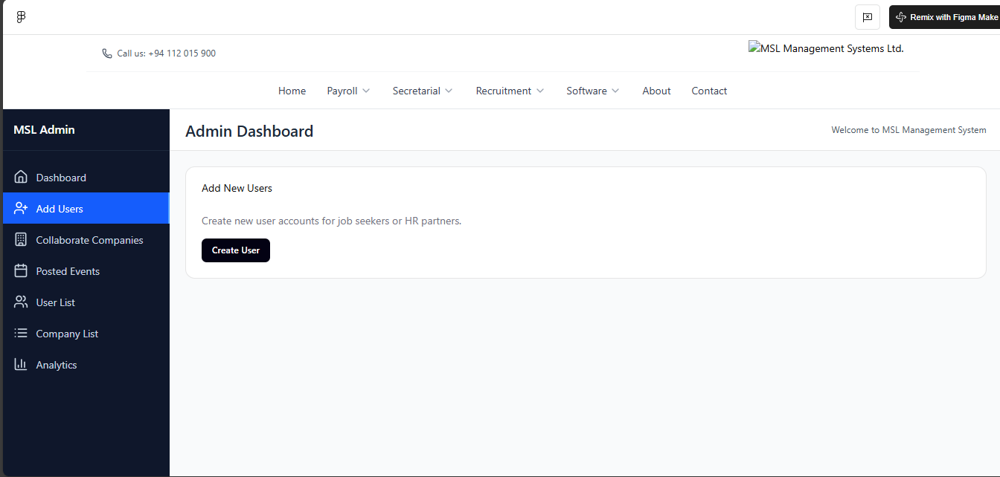 Remix with Figma Make
Call us: +94 112 015 900
MSL Management Systems Ltd.
Home Payroll Secretarial Recruitment Software About Contact
MSL Admin
Admin Dashboard
Welcome to MSL Management System
Dashboard
Add Users
Collaborate Companies
Posted Events
User List
Company List
Analytics
Add New Users
Create new user accounts for job seekers or HR partners.
Create User